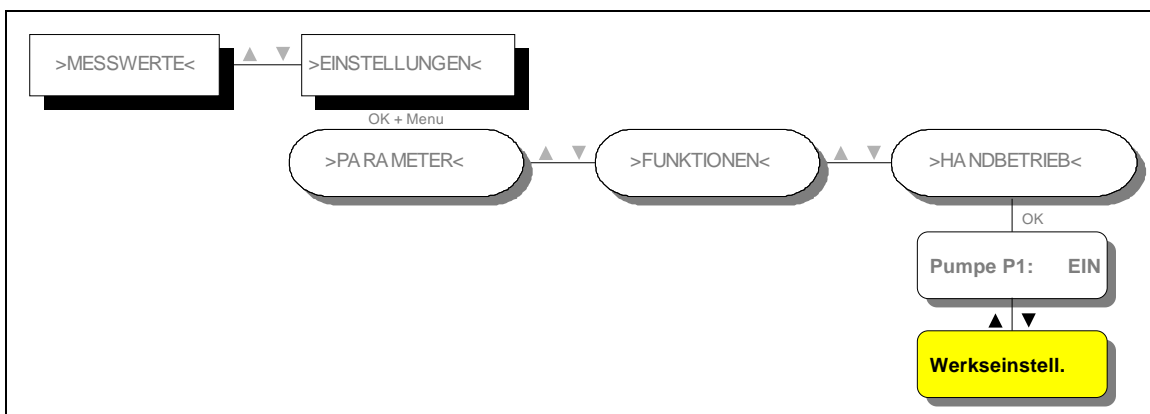 >MESSWERTE< ▲ ▼ >EINSTELLUNGEN<
OK + Menu
>PARAMETER< ▲ ▼ >FUNKTIONEN< ▲ ▼ >HANDBETRIEB<
OK
Pumpe P1: EIN
▲ ▼
Werkseinstell.